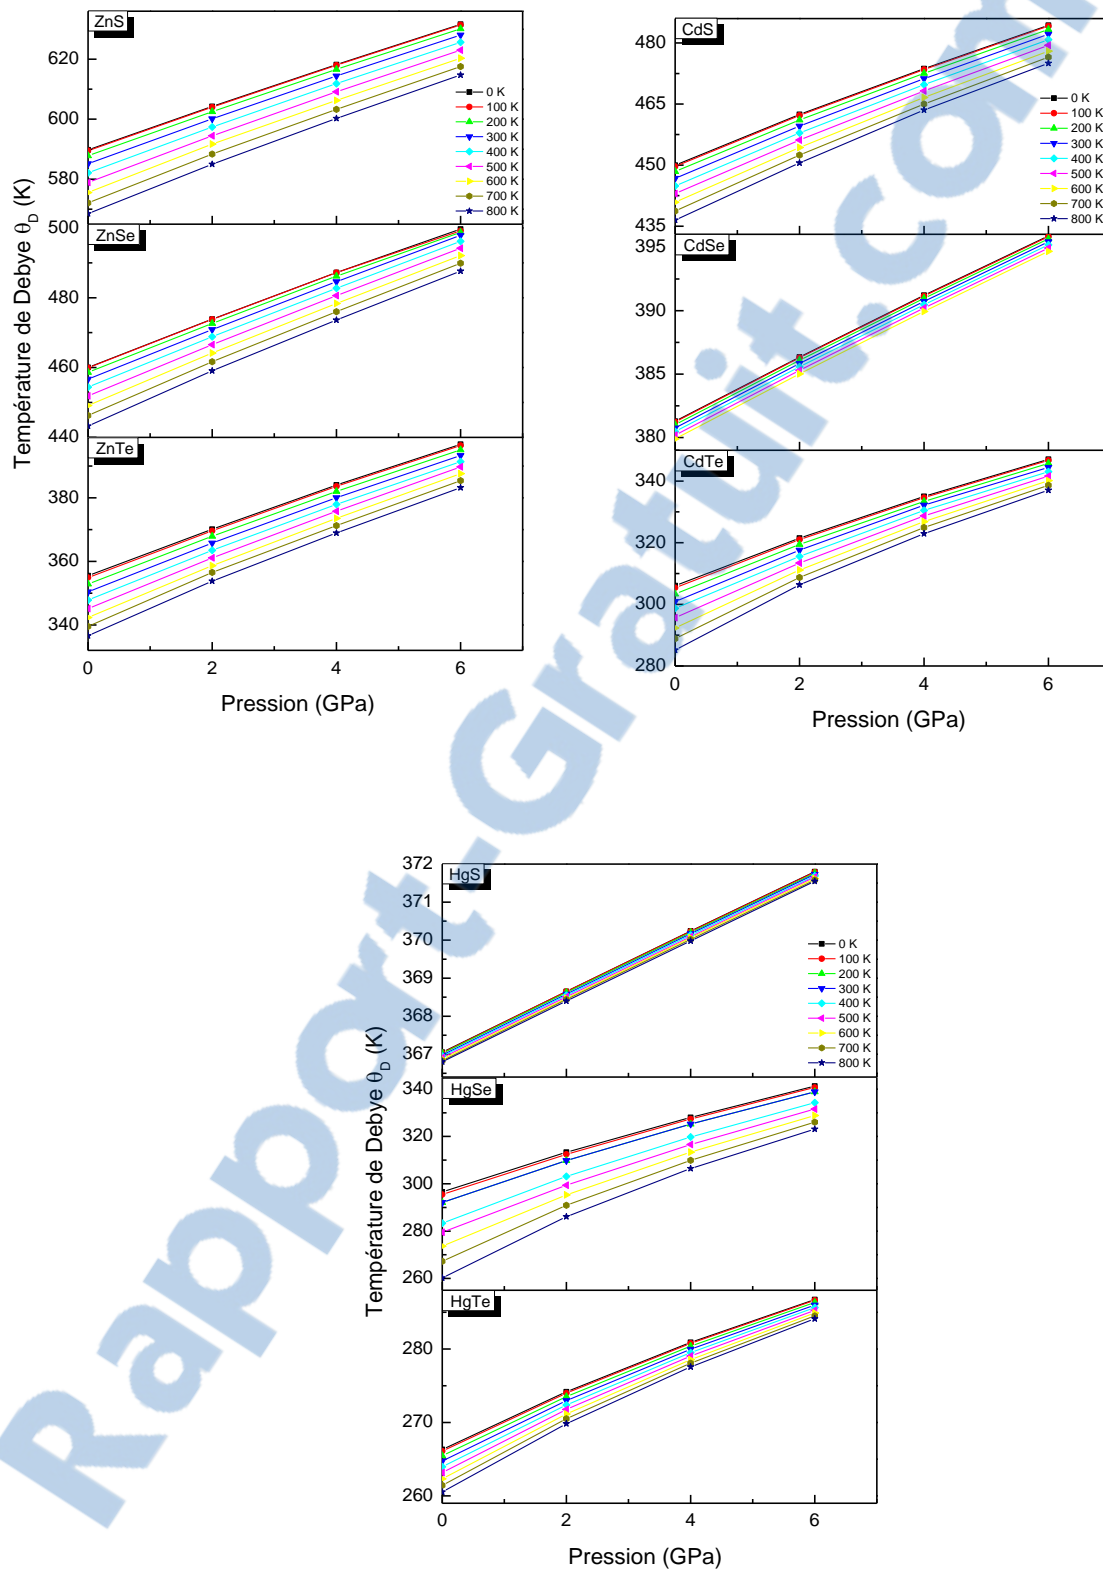 ZnS
620
600
580
0 K
100 K
200 K
300 K
400 K
500 K
600 K
700 K
800 K
ZnSe
500
480
460
440
ZnTe
380
360
340
0
2
4
6
Température de Debye θD (K)
Pression (GPa)
CdS
480
465
450
435
0 K
100 K
200 K
300 K
400 K
500 K
600 K
700 K
800 K
CdSe
395
390
385
380
CdTe
340
320
300
280
0
2
4
6
Pression (GPa)
HgS
372
370
369
368
367
0 K
100 K
200 K
300 K
400 K
500 K
600 K
700 K
800 K
HgSe
340
320
300
280
260
HgTe
280
270
260
0
2
4
6
Température de Debye θD (K)
Pression (GPa)
Rapport-Gratuit.com